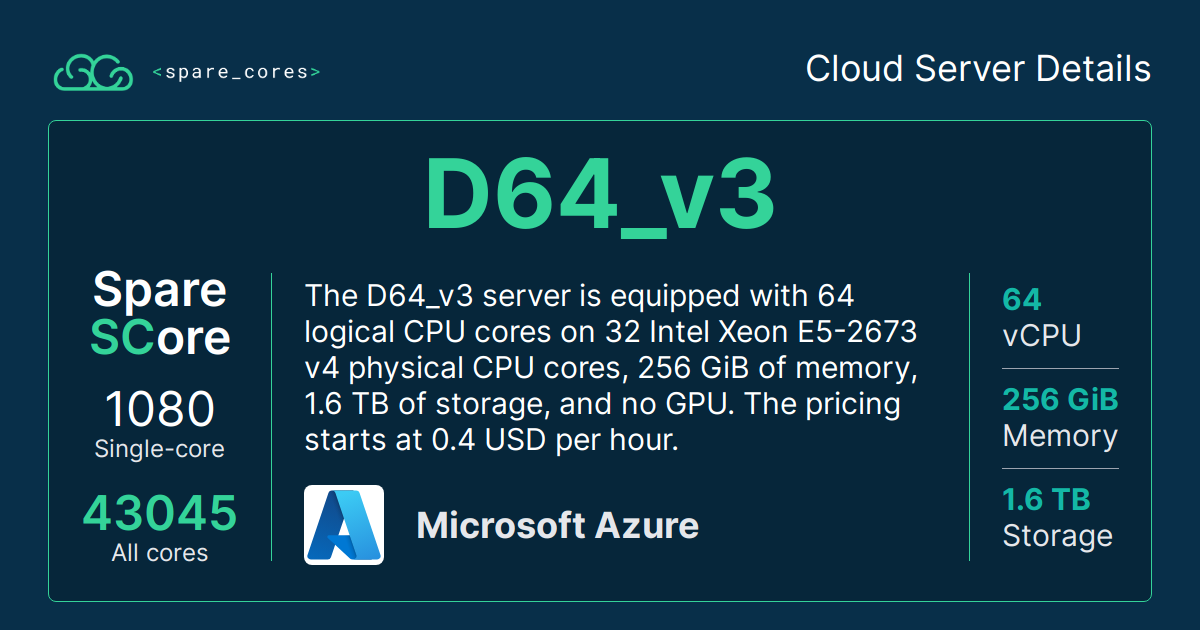 <spare_cores>
Cloud Server Details
D64_v3
Spare
SCore
1080
Single-core
43045
All cores
The D64_v3 server is equipped with 64
logical CPU cores on 32 Intel Xeon E5-2673
v4 physical CPU cores, 256 GiB of memory,
1.6 TB of storage, and no GPU. The pricing
starts at 0.4 USD per hour.
Microsoft Azure
64
vCPU
256 GiB
Memory
1.6 TB
Storage